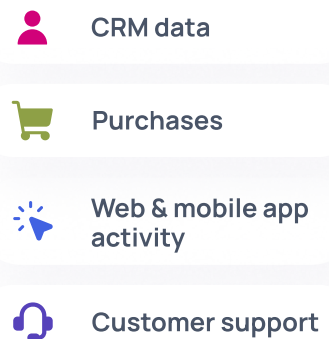 CRM data
Purchases
Web & mobile app
activity
Customer support